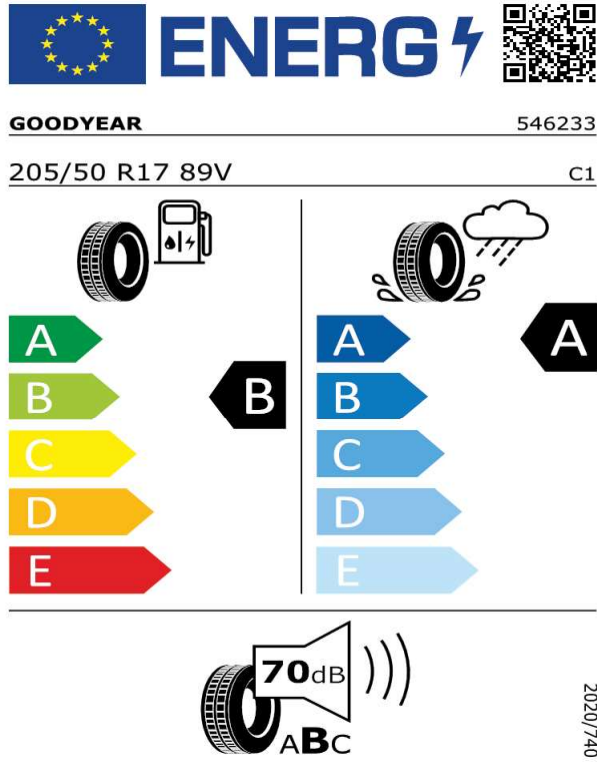 ENERG
GOODYEAR 546233
205/50 R17 89V C1
A A A
B B B
C C
D D
E E
70dB
ABC
2020/740